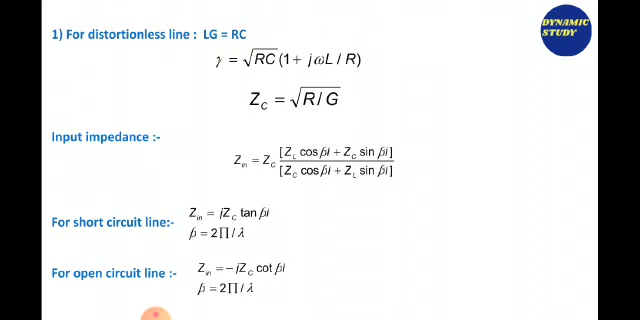 DYNAMIC
STUDY
1) For distortionless line : LG = RC
γ = √RC (1 + jωL / R)
Z_C = √R / G
Input impedance :-
Z_in = Z_C [Z_L cos βl + Z_C sin βl] / [Z_C cos βl + Z_L sin βl]
For short circuit line:-
Z_in = jZ_C tan βl
β = 2∏ / λ
For open circuit line :-
Z_in = −jZ_C cot βl
β = 2∏ / λ